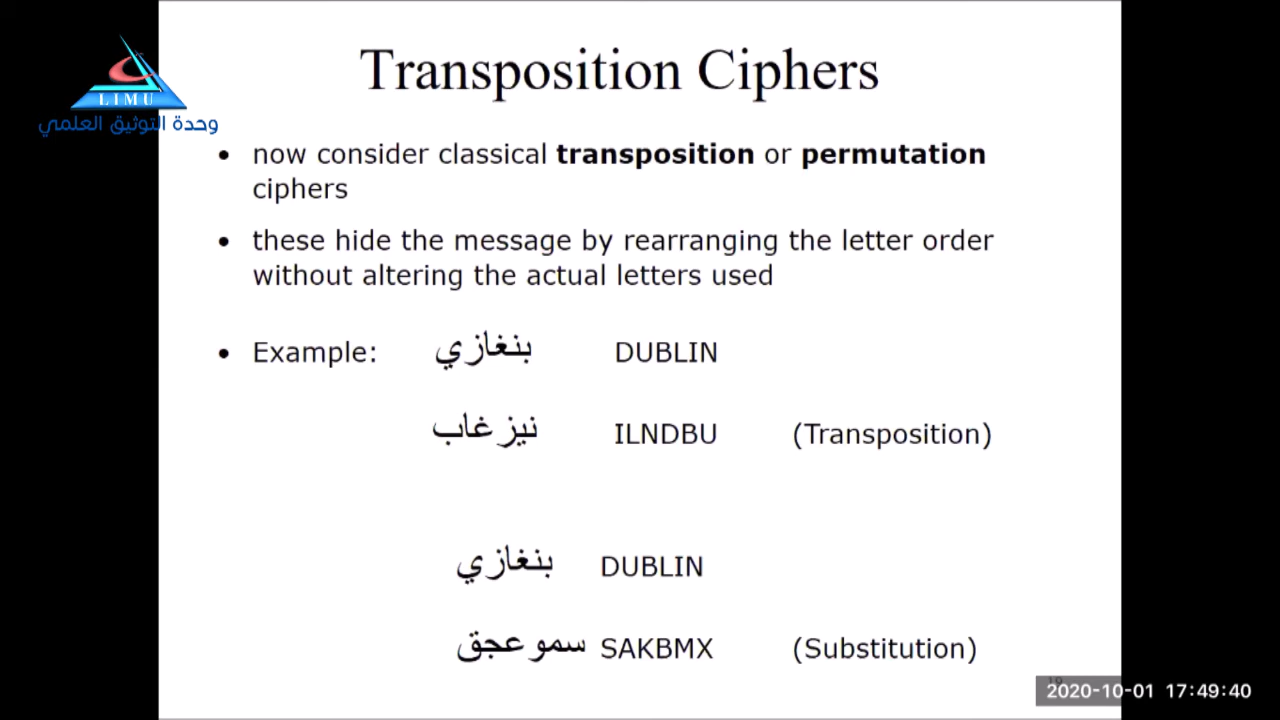 Transposition Ciphers
LIMU
وحدة التوثيق العلمي
• now consider classical transposition or permutation
ciphers
• these hide the message by rearranging the letter order
without altering the actual letters used
• Example: بنغازي DUBLIN
نيزغاب ILNDBU (Transposition)
بنغازي DUBLIN
سموعجق SAKBMX (Substitution)
2020-10-01 17:49:40